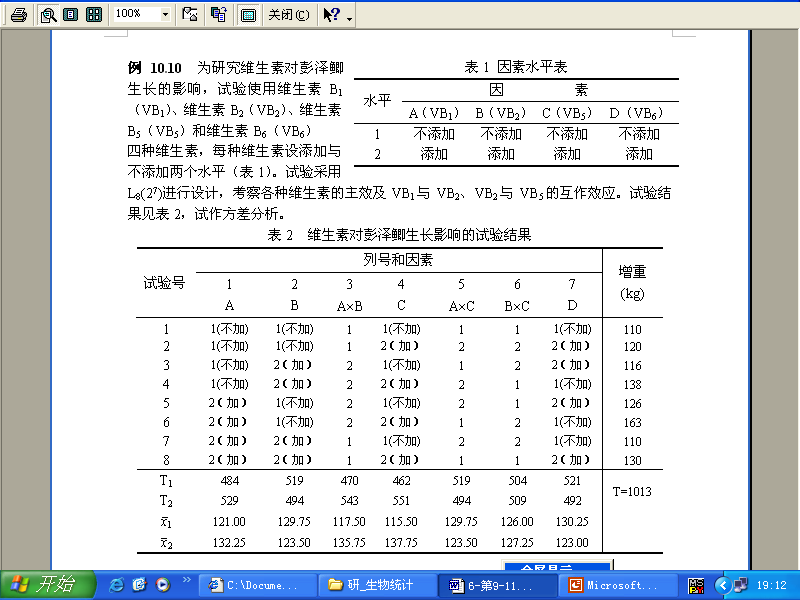 100%
关闭(C)
例 10.10 为研究维生素对彭泽鲫
生长的影响，试验使用维生素 B₁
（VB₁）、维生素 B₂（VB₂）、维生素
B₅（VB₅）和维生素 B₆（VB₆）
四种维生素，每种维生素设添加与
不添加两个水平（表 1）。试验采用
L₈(2⁷)进行设计，考察各种维生素的主效及 VB₁与 VB₂、VB₂与 VB₅的互作效应。试验结
果见表 2，试作方差分析。
表 1 因素水平表
水平 因 素
A（VB₁） B（VB₂） C（VB₅） D（VB₆）
1 不添加 不添加 不添加 不添加
2 添加 添加 添加 添加
表 2 维生素对彭泽鲫生长影响的试验结果
试验号 列号和因素 增重
(kg)
1 2 3 4 5 6 7
A B A×B C A×C B×C D
1 1(不加) 1(不加) 1 1(不加) 1 1 1(不加) 110
2 1(不加) 1(不加) 1 2（加） 2 2 2（加） 120
3 1(不加) 2（加） 2 1(不加) 1 2 2（加） 116
4 1(不加) 2（加） 2 2（加） 2 1 1(不加) 138
5 2（加） 1(不加) 2 1(不加) 2 1 2（加） 126
6 2（加） 1(不加) 2 2（加） 1 2 1(不加) 163
7 2（加） 2（加） 1 1(不加) 2 2 1(不加) 110
8 2（加） 2（加） 1 2（加） 1 1 2（加） 130
T₁ 484 519 470 462 519 504 521 T=1013
T₂ 529 494 543 551 494 509 492
x̄₁ 121.00 129.75 117.50 115.50 129.75 126.00 130.25
x̄₂ 132.25 123.50 135.75 137.75 123.50 127.25 123.00
开始
C:\Docume...
研_生物统计
6-第9-11...
Microsoft...
19:12